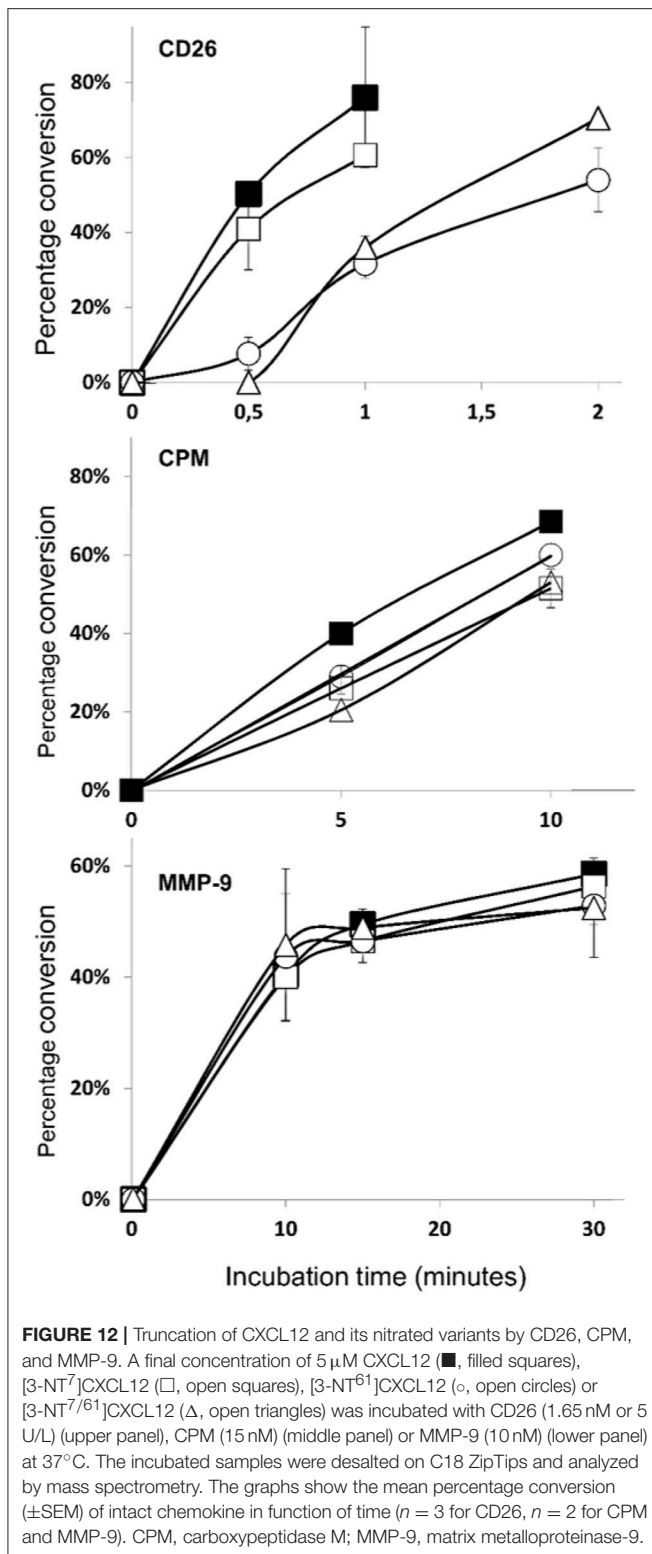 CD26
80%
60%
40%
20%
0%
Percentage conversion
0 0,5 1 1,5 2
CPM
80%
60%
40%
20%
0%
Percentage conversion
0 5 10
MMP-9
60%
40%
20%
0%
Percentage conversion
0 10 20 30
Incubation time (minutes)
FIGURE 12 | Truncation of CXCL12 and its nitrated variants by CD26, CPM,
and MMP-9. A final concentration of 5 μM CXCL12 (■, filled squares),
[3-NT⁷]CXCL12 (□, open squares), [3-NT⁶¹]CXCL12 (○, open circles) or
[3-NT⁷/⁶¹]CXCL12 (Δ, open triangles) was incubated with CD26 (1.65 nM or 5
U/L) (upper panel), CPM (15 nM) (middle panel) or MMP-9 (10 nM) (lower panel)
at 37°C. The incubated samples were desalted on C18 ZipTips and analyzed
by mass spectrometry. The graphs show the mean percentage conversion
(±SEM) of intact chemokine in function of time (n = 3 for CD26, n = 2 for CPM
and MMP-9). CPM, carboxypeptidase M; MMP-9, matrix metalloproteinase-9.